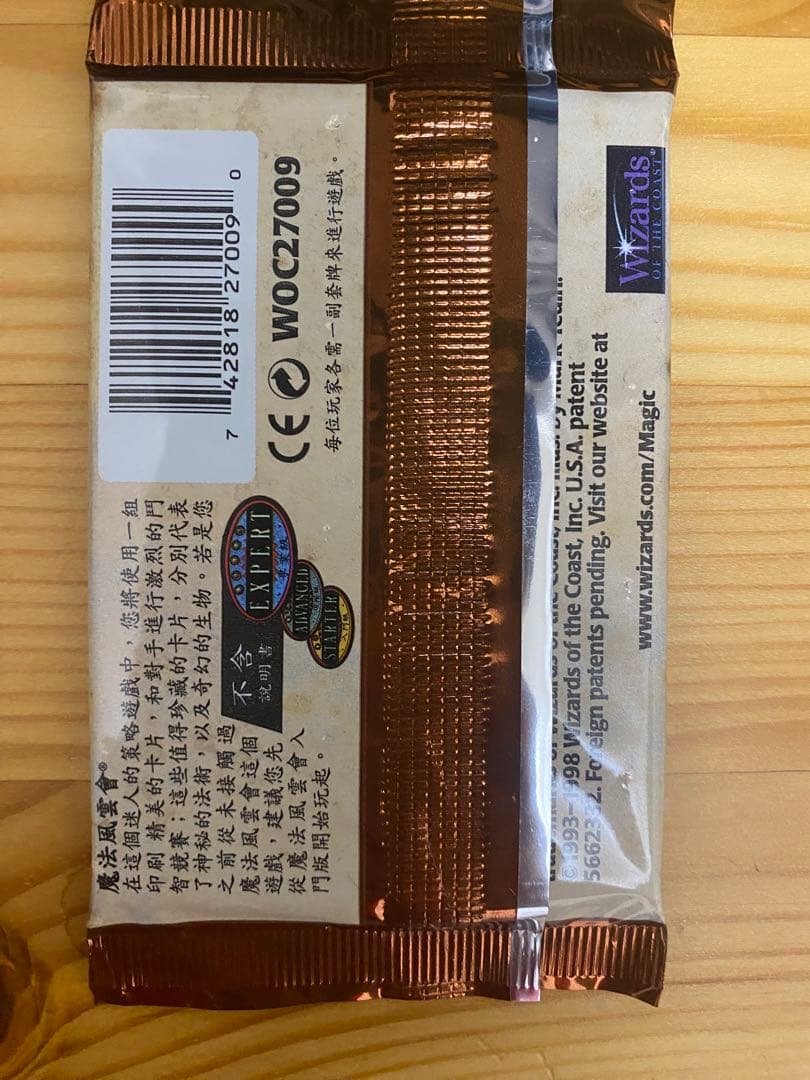 魔法風雲會®
在這個迷人的策略遊戲中，您將使用一組
印刷 精美的卡片，和對手進行激烈的鬥
智競賽；這些值得珍藏的卡片，分別代表
了神秘的法術，以及奇幻的生物。若是您
之前從未接觸過
魔法風雲會這個
遊戲，建議您先
從魔法風雲會入
門版開始玩起。
不含
說明書
EXPERT
專業級
ADVANCED
STARTER
入門級
7 42818 27009 0
CE WOC27009
每位玩家各需一副套牌來進行遊戲。
©1993-1998 Wizards of the Coast, Inc. U.S.A. patent
5662332. Foreign patents pending. Visit our website at
www.wizards.com/Magic
Wizards
OF THE COAST®